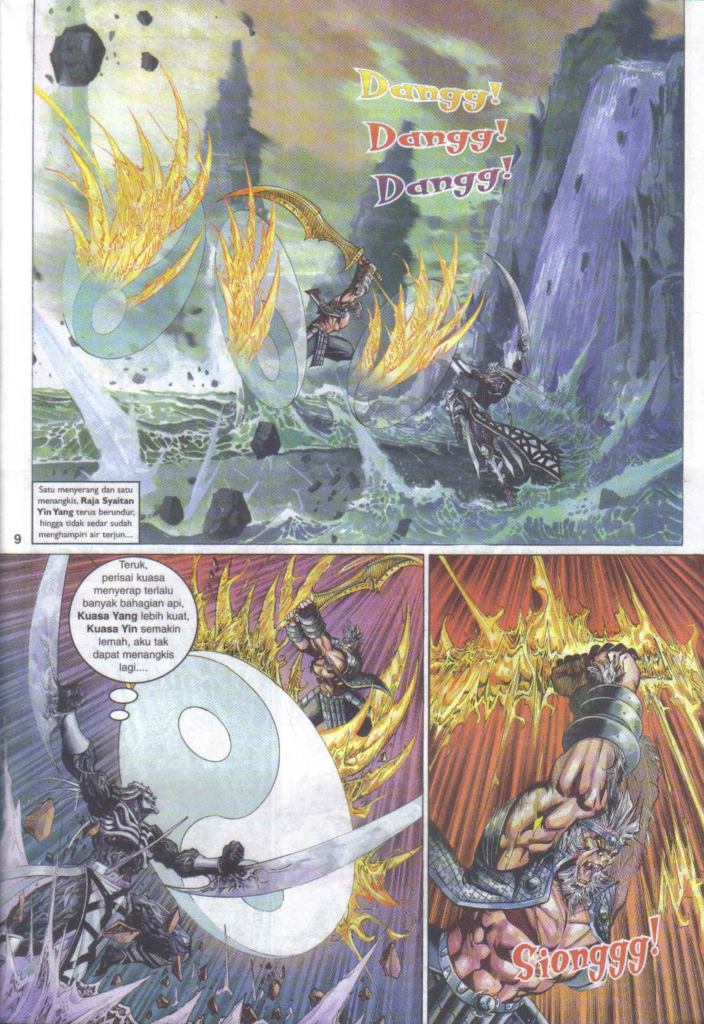 Dangg!
Dangg!
Dangg!
Satu menyerang dan satu
menangkis, Raja Syaitan
Yin Yang terus berundur,
hingga tidak sedar sudah
menghampiri air terjun....
9
Teruk,
perisai kuasa
menyerap terlalu
banyak bahagian api,
Kuasa Yang lebih kuat,
Kuasa Yin semakin
lemah, aku tak
dapat menangkis
lagi....
Sionggg!